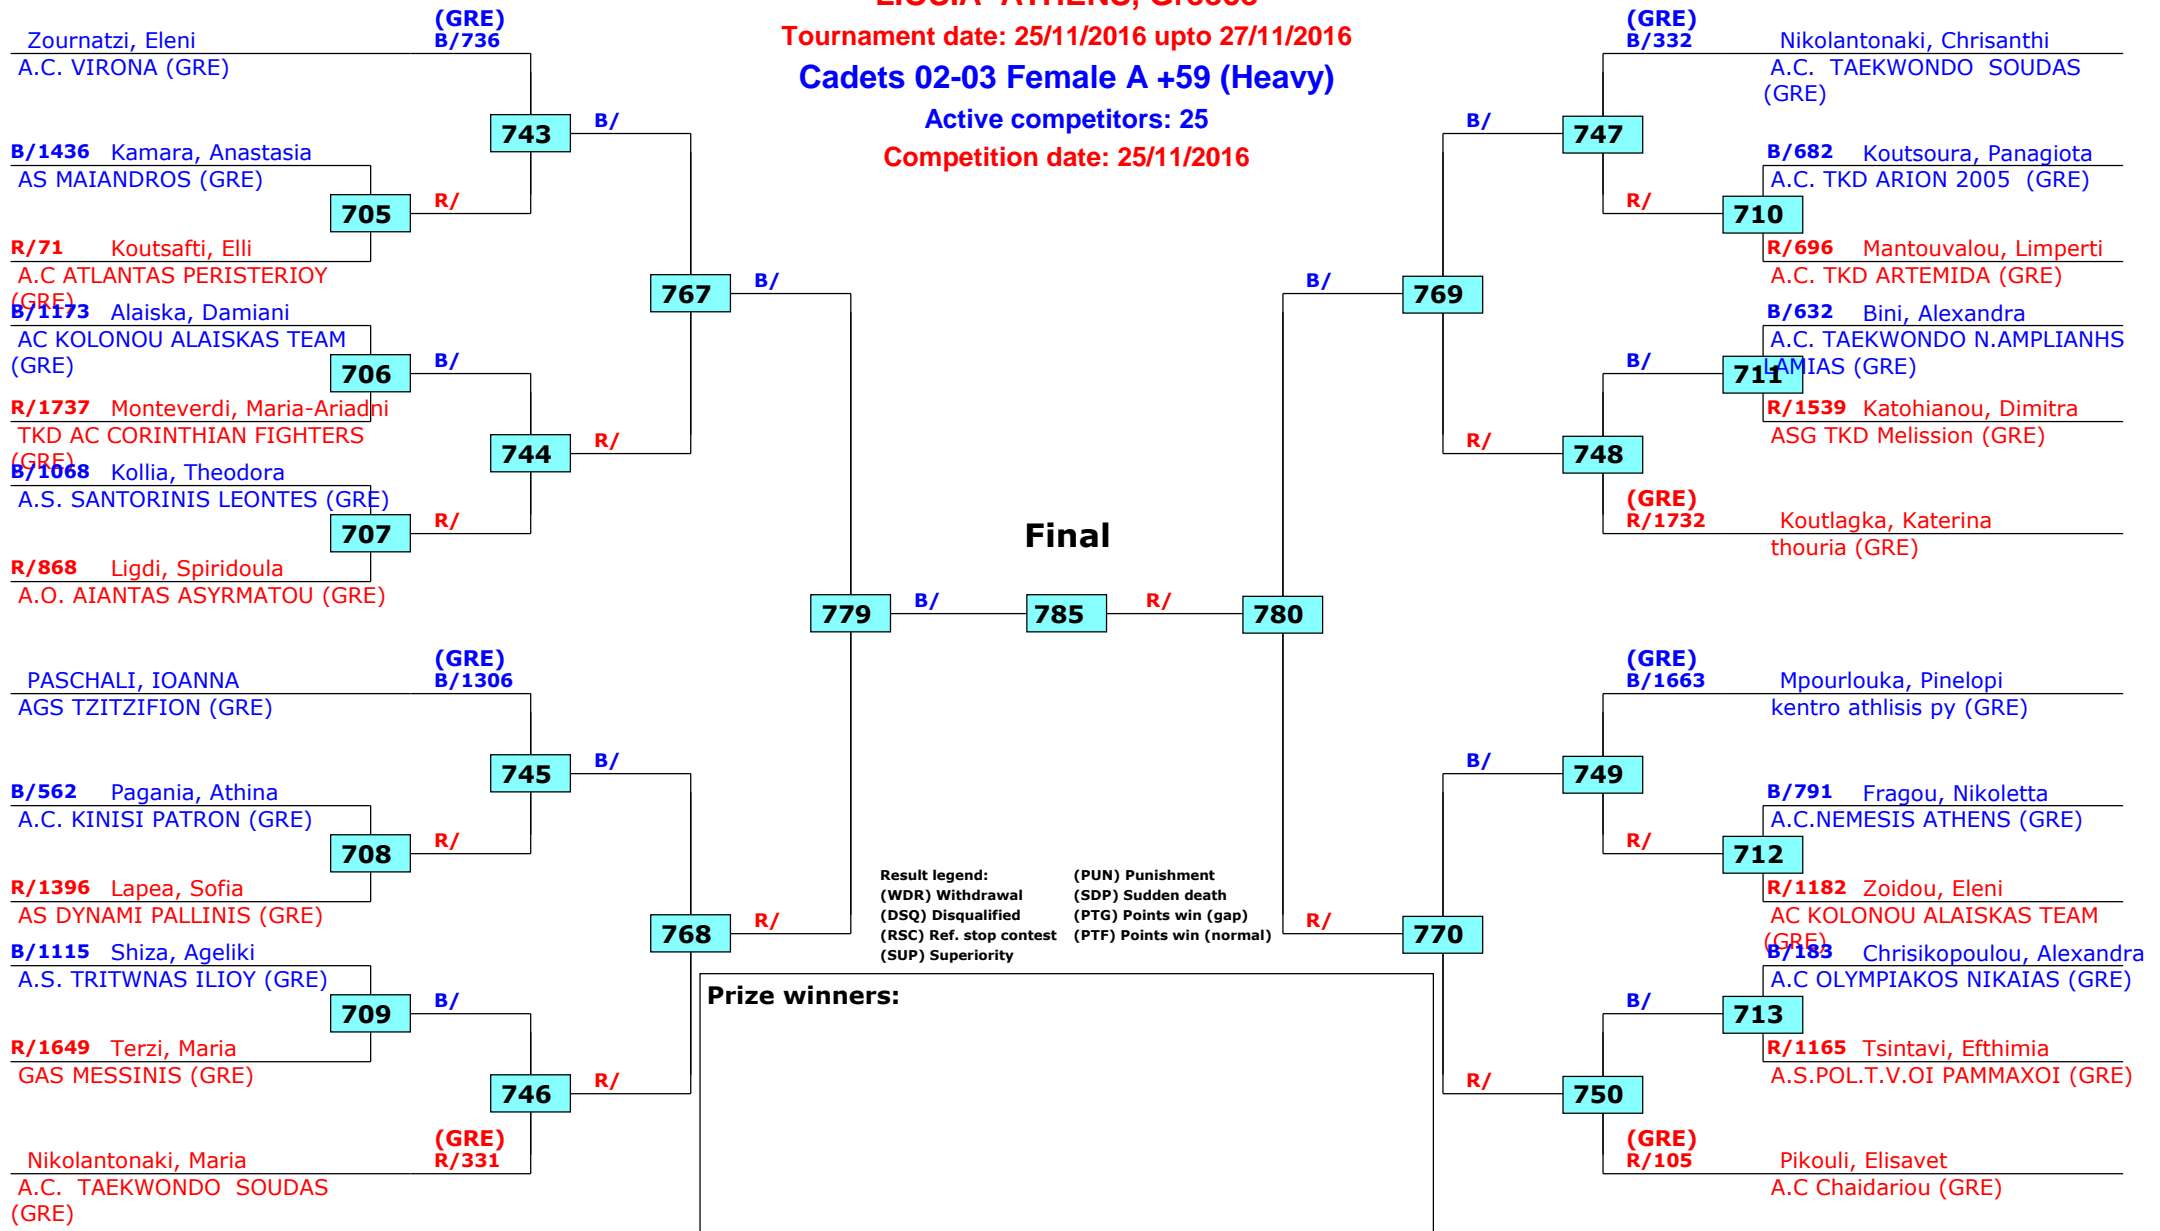 LIOSIA- ATHENS, Greece
Tournament date: 25/11/2016 upto 27/11/2016
Cadets 02-03 Female A +59 (Heavy)
Active competitors: 25
Competition date: 25/11/2016
(GRE)
Zournatzi, Eleni B/736
A.C. VIRONA (GRE)
743
B/
B/1436 Kamara, Anastasia
AS MAIANDROS (GRE)
705
R/
R/71 Koutsafti, Elli
A.C ATLANTAS PERISTERIOY
(GRE)
767
B/
B/1173 Alaiska, Damiani
AC KOLONOU ALAISKAS TEAM
(GRE)
706
B/
R/1737 Monteverdi, Maria-Ariadni
TKD AC CORINTHIAN FIGHTERS
(GRE)
744
R/
B/1068 Kollia, Theodora
A.S. SANTORINIS LEONTES (GRE)
707
R/
R/868 Ligdi, Spiridoula
A.O. AIANTAS ASYRMATOU (GRE)
779
B/
(GRE)
PASCHALI, IOANNA B/1306
AGS TZITZIFION (GRE)
745
B/
B/562 Pagania, Athina
A.C. KINISI PATRON (GRE)
708
R/
R/1396 Lapea, Sofia
AS DYNAMI PALLINIS (GRE)
768
R/
B/1115 Shiza, Ageliki
A.S. TRITWNAS ILIOY (GRE)
709
B/
R/1649 Terzi, Maria
GAS MESSINIS (GRE)
746
R/
(GRE)
Nikolantonaki, Maria R/331
A.C. TAEKWONDO SOUDAS
(GRE)
Final
785
R/
780
(GRE)
B/332 Nikolantonaki, Chrisanthi
A.C. TAEKWONDO SOUDAS
(GRE)
B/
747
B/682 Koutsoura, Panagiota
A.C. TKD ARION 2005 (GRE)
R/
710
R/696 Mantouvalou, Limperti
A.C. TKD ARTEMIDA (GRE)
B/
769
B/632 Bini, Alexandra
A.C. TAEKWONDO N.AMPLIANHS
LAMIAS (GRE)
B/
711
R/1539 Katohianou, Dimitra
ASG TKD Melission (GRE)
R/
748
(GRE)
R/1732 Koutlagka, Katerina
thouria (GRE)
(GRE)
B/1663 Mpourlouka, Pinelopi
kentro athlisis py (GRE)
B/
749
B/791 Fragou, Nikoletta
A.C.NEMESIS ATHENS (GRE)
R/
712
R/1182 Zoidou, Eleni
AC KOLONOU ALAISKAS TEAM
(GRE)
R/
770
B/183 Chrisikopoulou, Alexandra
A.C OLYMPIAKOS NIKAIAS (GRE)
B/
713
R/1165 Tsintavi, Efthimia
A.S.POL.T.V.OI PAMMAXOI (GRE)
R/
750
(GRE)
R/105 Pikouli, Elisavet
A.C Chaidariou (GRE)
Result legend: (PUN) Punishment
(WDR) Withdrawal (SDP) Sudden death
(DSQ) Disqualified (PTG) Points win (gap)
(RSC) Ref. stop contest (PTF) Points win (normal)
(SUP) Superiority
Prize winners: